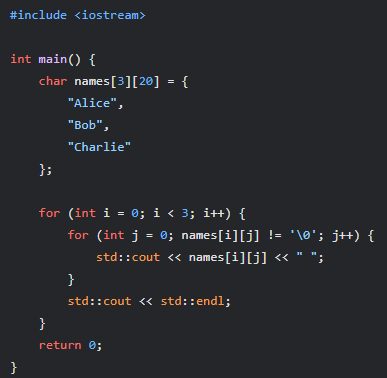 #include <iostream>

int main() {
    char names[3][20] = {
        "Alice",
        "Bob",
        "Charlie"
    };

    for (int i = 0; i < 3; i++) {
        for (int j = 0; names[i][j] != '\0'; j++) {
            std::cout << names[i][j] << " ";
        }
        std::cout << std::endl;
    }
    return 0;
}